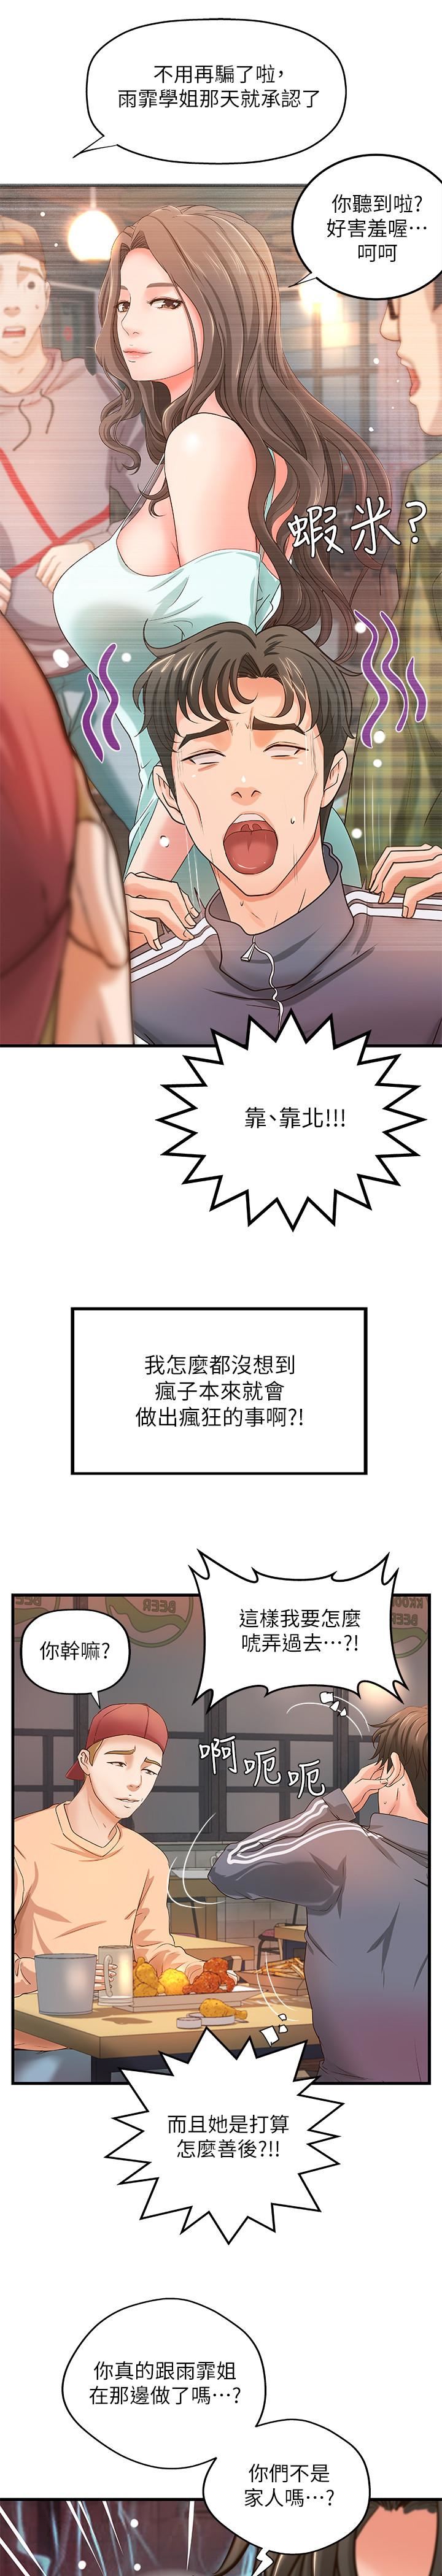 不用再騙了啦,
雨霏學姐那天就承認了
你聽到啦?
好害羞喔…
呵呵
蝦米?
靠、靠北!!!
我怎麼都沒想到
瘋子本來就會
做出瘋狂的事啊?!
你幹嘛?
這樣我要怎麼
唬弄過去…?!
BEER
BEER
啊呃呃
而且她是打算
怎麼善後?!!
你真的跟雨霏姐
在那邊做了嗎…?
你們不是
家人嗎…?